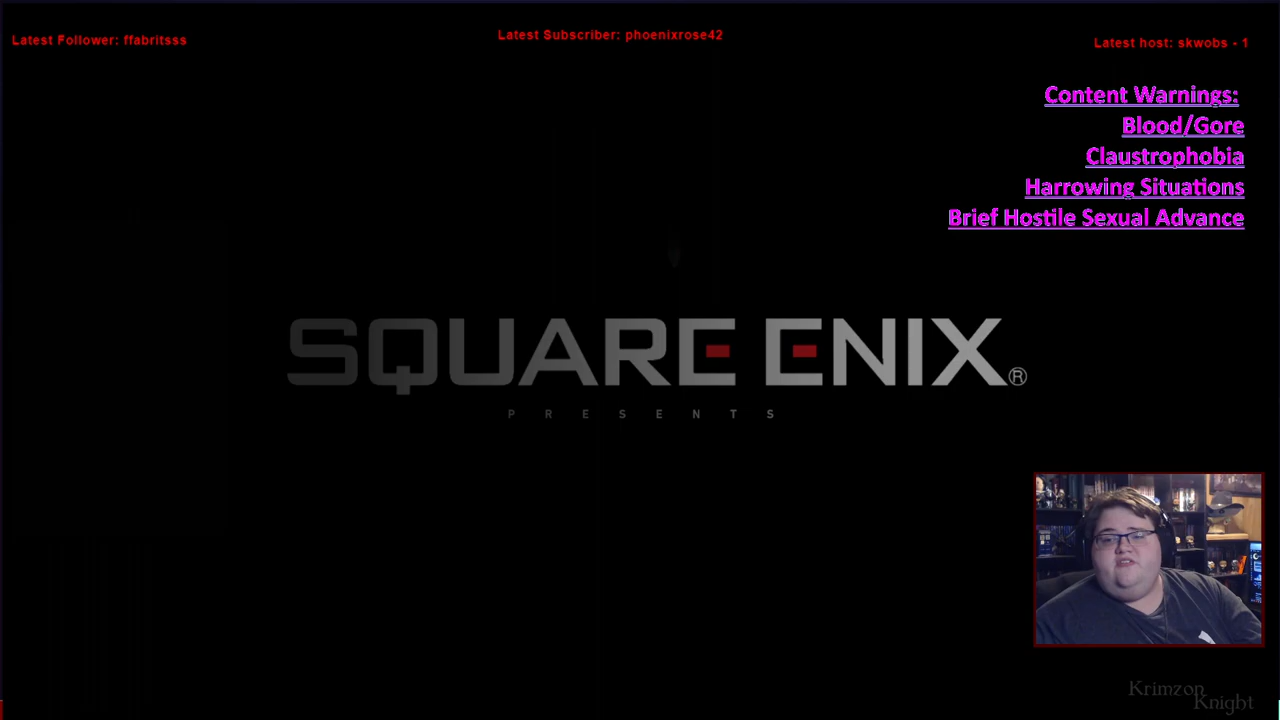 Latest Follower: ffabritsss
Latest Subscriber: phoenixrose42
Latest host: skwobs - 1
Content Warnings:
Blood/Gore
Claustrophobia
Harrowing Situations
Brief Hostile Sexual Advance
SQUARE ENIX®
PRESENTS
Krimzon
Knight